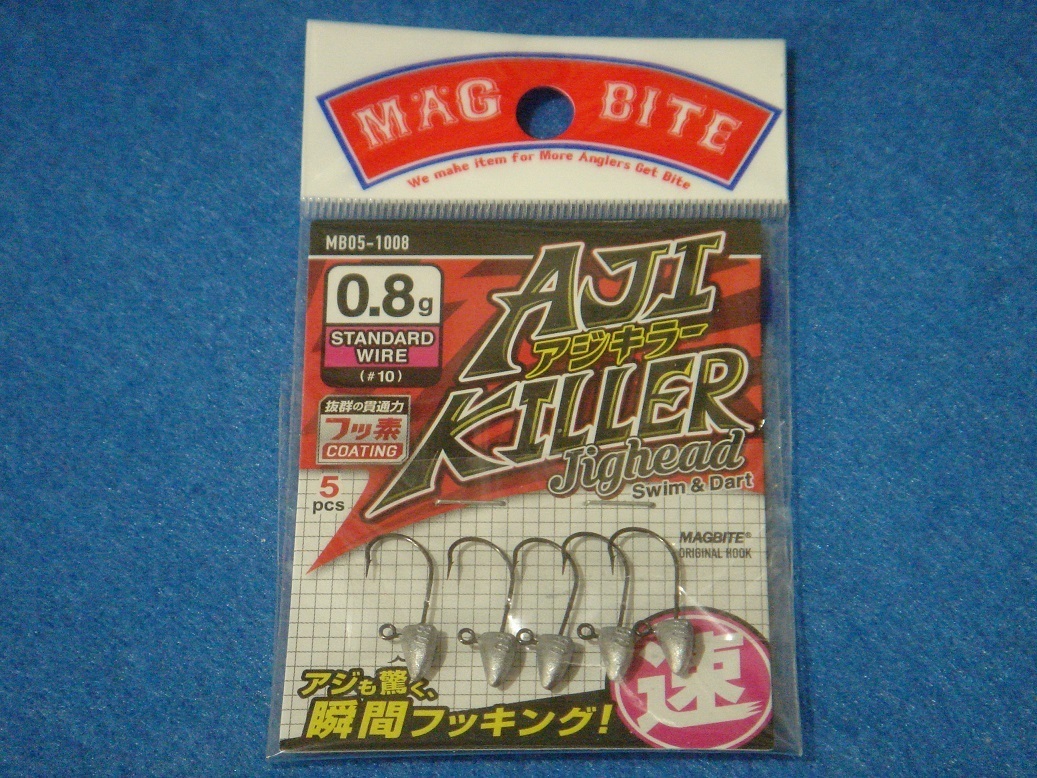 MAG BITE
We make item for More Anglers Get Bite
MB05-1008
0.8g
STANDARD
WIRE
(#10)
抜群の貫通力
フッ素
COATING
5
pcs
AJI
アジキラー
KILLER
Jighead
Swim & Dart
MAGBITE®
ORIGINAL HOOK
アジも驚く、
瞬間フッキング!
速